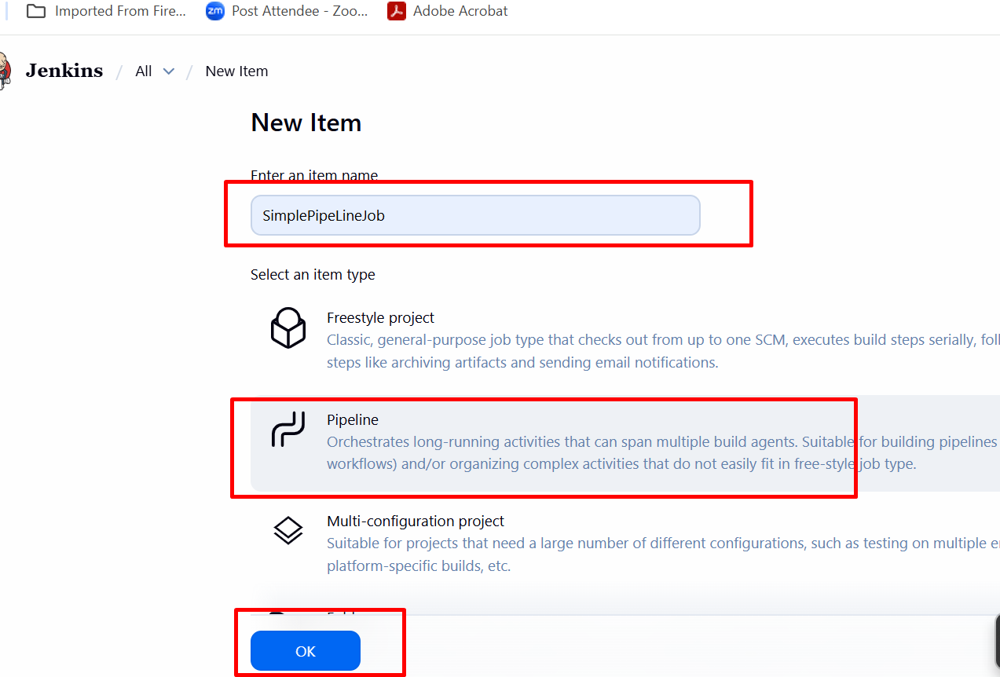 Imported From Fire... zm Post Attendee - Zoo... Adobe Acrobat
Jenkins / All / New Item
New Item
Enter an item name
SimplePipeLineJob
Select an item type
Freestyle project
Classic, general-purpose job type that checks out from up to one SCM, executes build steps serially,
steps like archiving artifacts and sending email notifications.
Pipeline
Orchestrates long-running activities that can span multiple build agents. Suitable for building pipelines
workflows) and/or organizing complex activities that do not easily fit in free-style job type.
Multi-configuration project
Suitable for projects that need a large number of different configurations, such as testing on multiple
platform-specific builds, etc.
OK